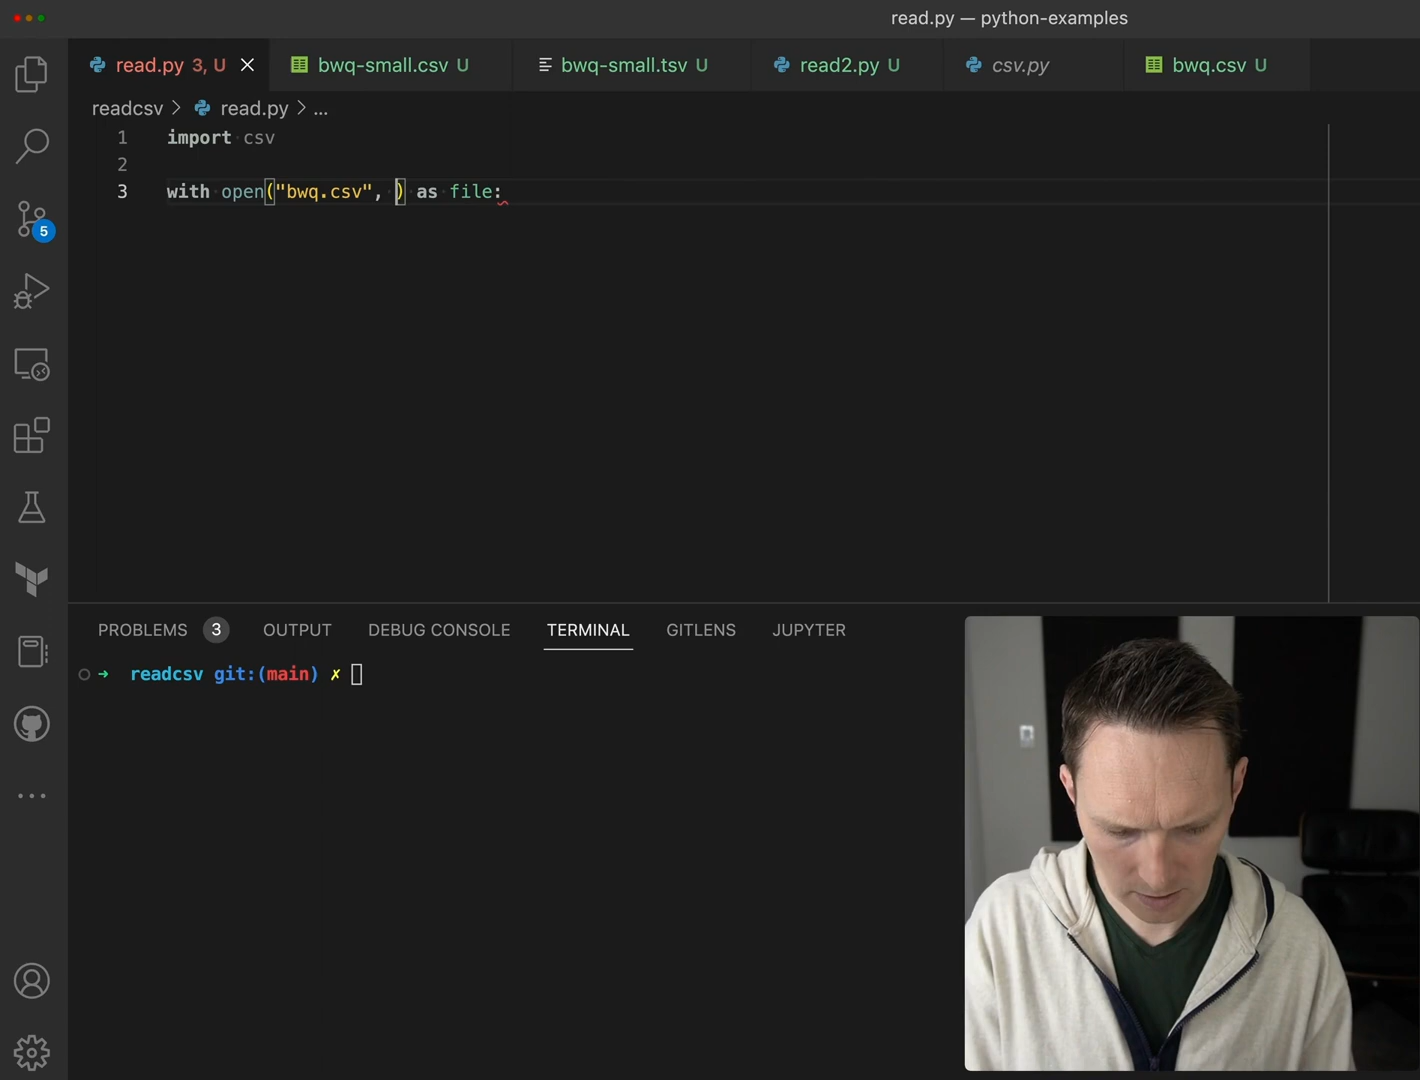 read.py — python-examples
read.py 3, U bwq-small.csv U bwq-small.tsv U read2.py U csv.py bwq.csv U
readcsv > read.py > ...
1 import csv
2
3 with open("bwq.csv", ) as file:
5
PROBLEMS 3 OUTPUT DEBUG CONSOLE TERMINAL GITLENS JUPYTER
➜ readcsv git:(main) ✗